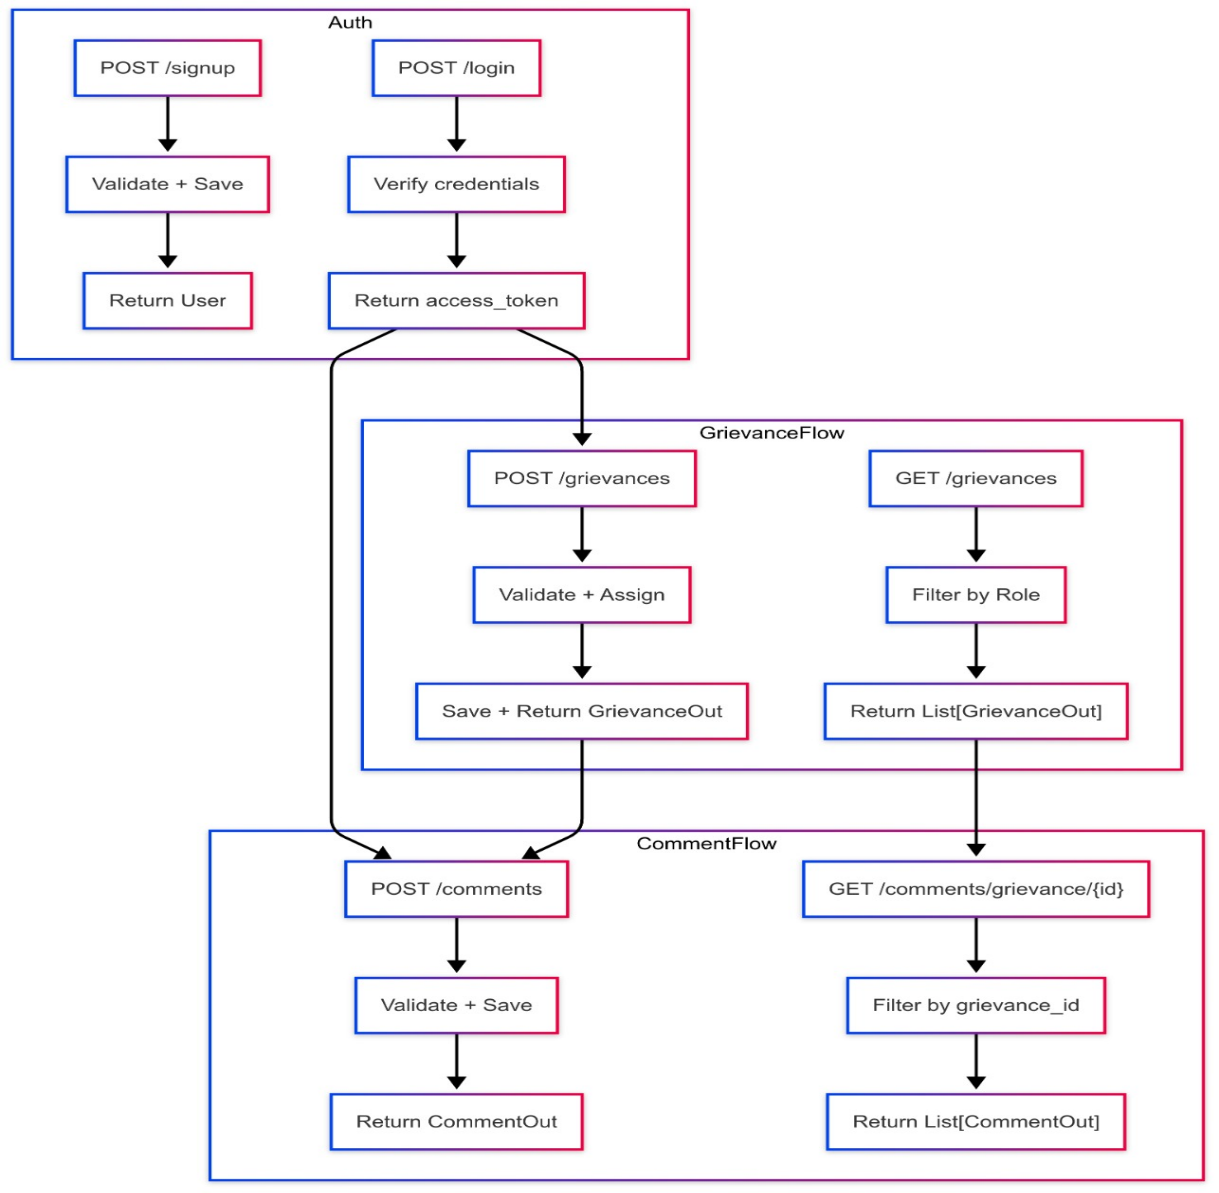 Auth
POST /signup
POST /login
Validate + Save
Verify credentials
Return User
Return access_token
GrievanceFlow
POST /grievances
GET /grievances
Validate + Assign
Filter by Role
Save + Return GrievanceOut
Return List[GrievanceOut]
CommentFlow
POST /comments
GET /comments/grievance/{id}
Validate + Save
Filter by grievance_id
Return CommentOut
Return List[CommentOut]